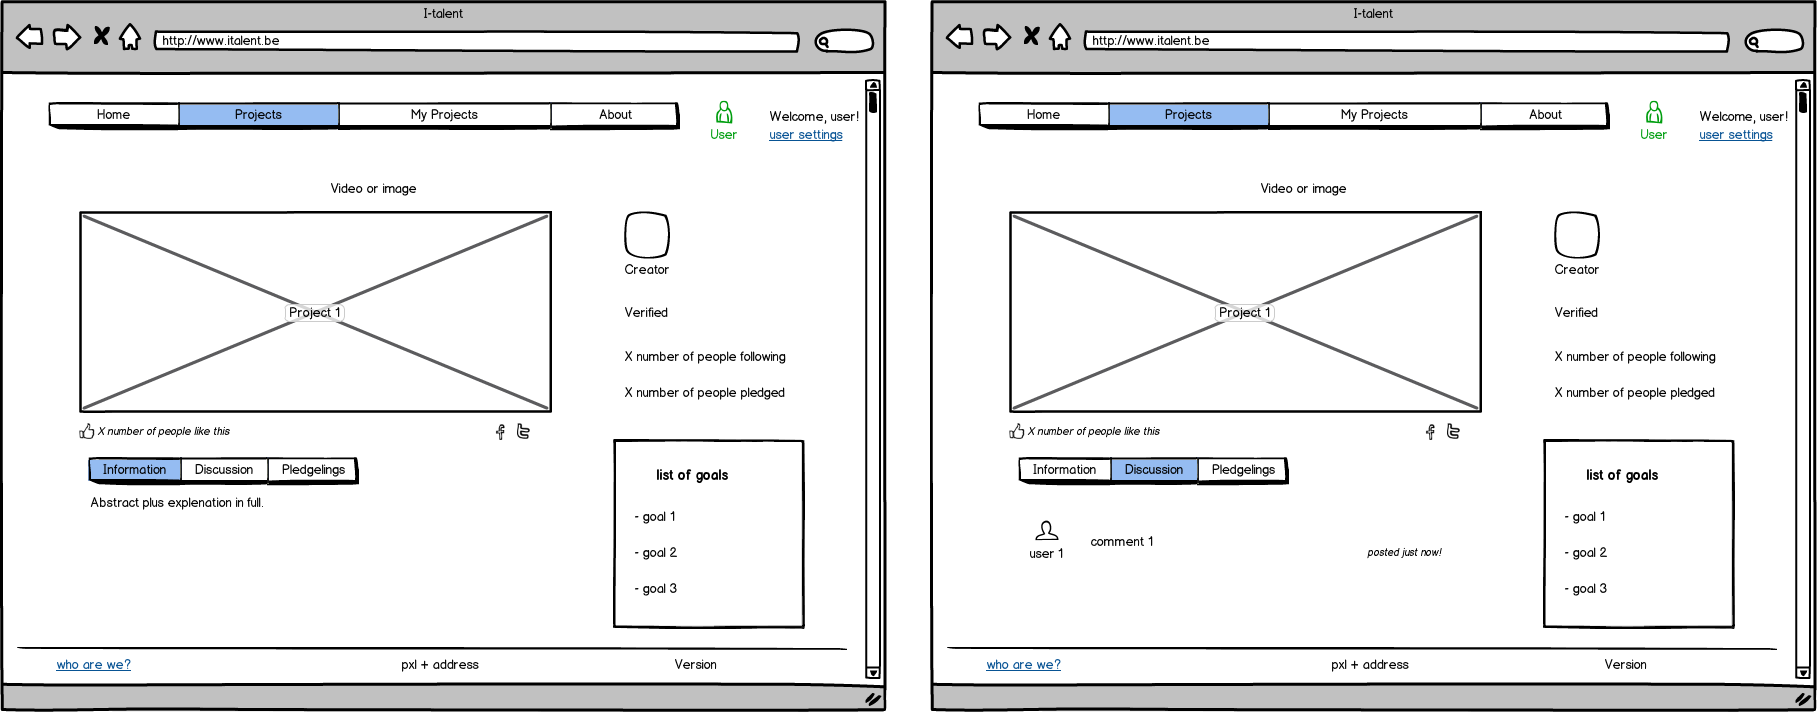 I-talent
http://www.italent.be
Home Projects My Projects About
User
Welcome, user!
user settings
Video or image
Project 1
Creator
Verified
X number of people following
X number of people pledged
X number of people like this
Information Discussion Pledgelings
Abstract plus explenation in full.
list of goals
- goal 1
- goal 2
- goal 3
who are we? pxl + address Version
I-talent
http://www.italent.be
Home Projects My Projects About
User
Welcome, user!
user settings
Video or image
Project 1
Creator
Verified
X number of people following
X number of people pledged
X number of people like this
Information Discussion Pledgelings
user 1
comment 1
posted just now!
list of goals
- goal 1
- goal 2
- goal 3
who are we? pxl + address Version